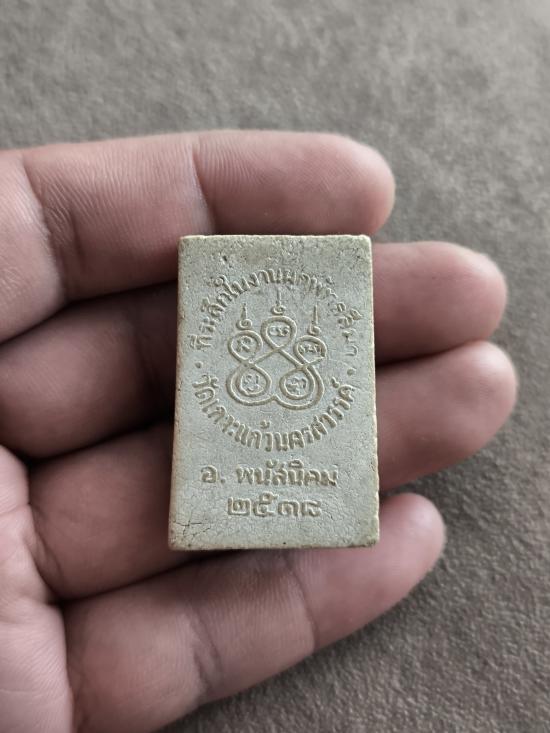 ที่ระลึกในงานผูกพัทธสีมา
วัดเกาะแก้วนครสวรรค์
อ. พนัสนิคม
๒๕๓๘